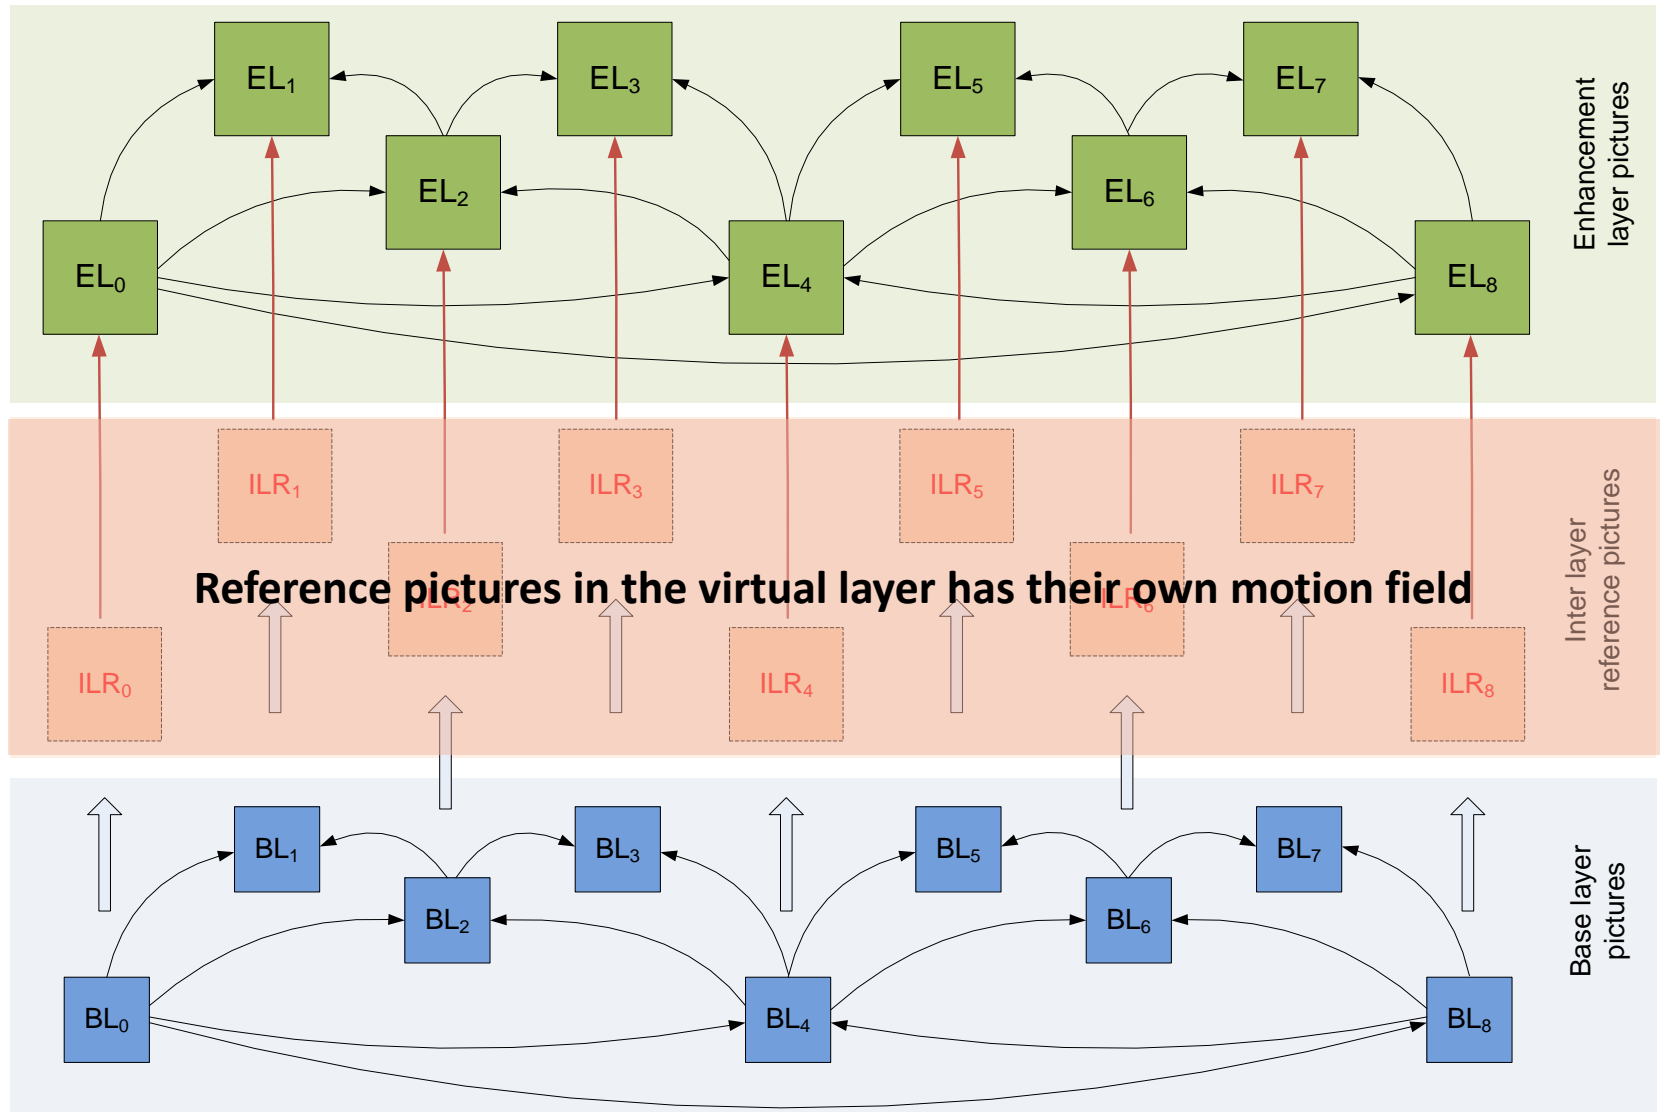 EL₁
EL₃
EL₅
EL₇
EL₂
EL₆
EL₀
EL₄
EL₈
Enhancement
layer pictures
ILR₁
ILR₃
ILR₅
ILR₇
ILR₂
ILR₆
Reference pictures in the virtual layer has their own motion field
ILR₀
ILR₄
ILR₈
Inter layer
reference pictures
BL₁
BL₃
BL₅
BL₇
BL₂
BL₆
BL₀
BL₄
BL₈
Base layer
pictures